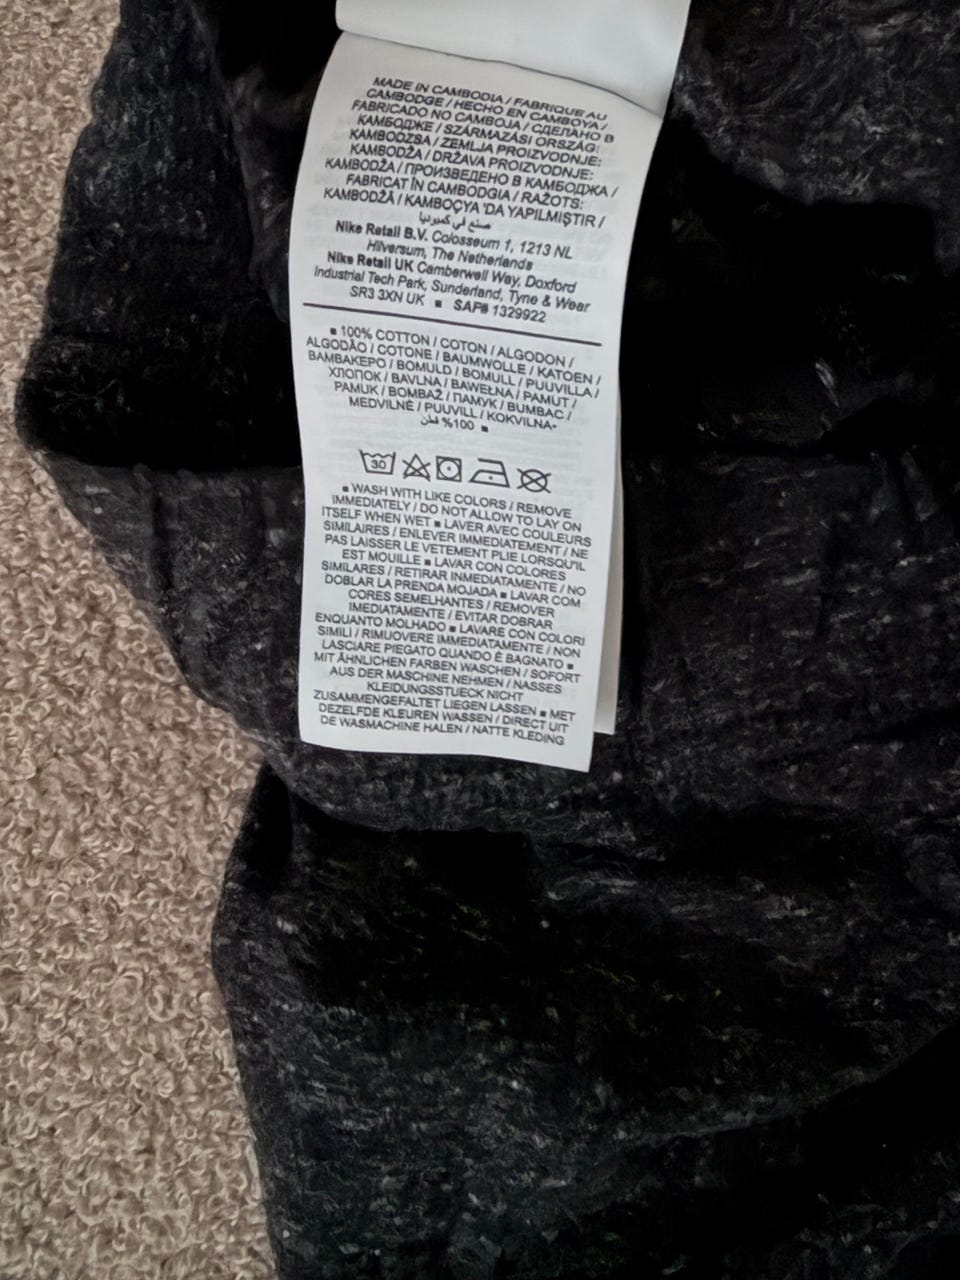 MADE IN CAMBODIA / FABRIQUE AU
CAMBODGE / HECHO EN CAMBOYA /
FABRICADO NO CAMBOJA / СДЕЛАНО В
КАМБОДЖЕ / SZÁRMAZÁSI ORSZÁG:
KAMBODZSA / ZEMLJA PROIZVODNJE:
KAMBODŽA / DRŽAVA PROIZVODNJE:
KAMBODŽA / ПРОИЗВЕДЕНО В КАМБОДЖА /
FABRICAT ÎN CAMBODGIA / RAŽOTS:
KAMBODŽĀ / KAMBOÇYA 'DA YAPILMIŞTIR /
صنع في كمبوديا
Nike Retail B.V. Colosseum 1, 1213 NL
Hilversum, The Netherlands
Nike Retail UK Camberwell Way, Doxford
Industrial Tech Park, Sunderland, Tyne & Wear
SR3 3XN UK ■ SAF# 1329922
■ 100% COTTON / COTON / ALGODON /
ALGODÃO / COTONE / BAUMWOLLE / KATOEN /
ΒΑΜΒΑΚΕΡΟ / BOMULD / BOMULL / PUUVILLA /
ХЛОПОК / BAVLNA / BAWEŁNA / PAMUT /
PAMUK / BOMBAŽ / ПАМУК / BUMBAC /
MEDVILNĖ / PUUVILL / KOKVILNA*
100% قطن ■
30
■ WASH WITH LIKE COLORS / REMOVE
IMMEDIATELY / DO NOT ALLOW TO LAY ON
ITSELF WHEN WET ■ LAVER AVEC COULEURS
SIMILAIRES / ENLEVER IMMEDIATEMENT / NE
PAS LAISSER LE VETEMENT PLIE LORSQU'IL
EST MOUILLE ■ LAVAR CON COLORES
SIMILARES / RETIRAR INMEDIATAMENTE / NO
DOBLAR LA PRENDA MOJADA ■ LAVAR COM
CORES SEMELHANTES / REMOVER
IMEDIATAMENTE / EVITAR DOBRAR
ENQUANTO MOLHADO ■ LAVARE CON COLORI
SIMILI / RIMUOVERE IMMEDIATAMENTE / NON
LASCIARE PIEGATO QUANDO È BAGNATO ■
MIT ÄHNLICHEN FARBEN WASCHEN / SOFORT
AUS DER MASCHINE NEHMEN / NASSES
KLEIDUNGSSTUECK NICHT
ZUSAMMENGEFALTET LIEGEN LASSEN ■ MET
DEZELFDE KLEUREN WASSEN / DIRECT UIT
DE WASMACHINE HALEN / NATTE KLEDING